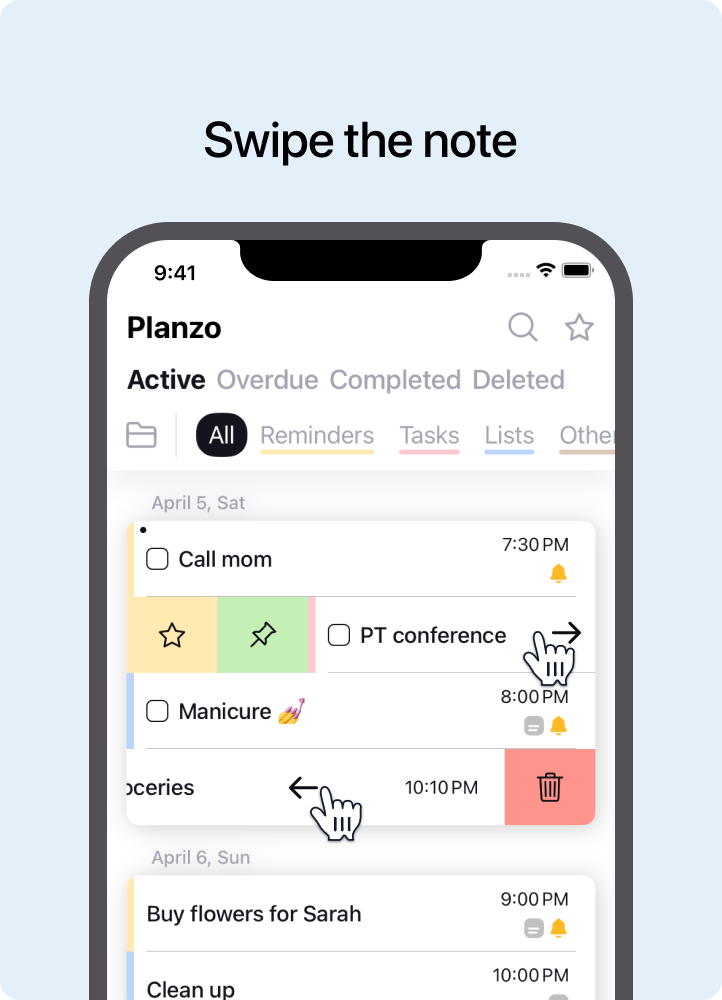 Swipe the note
9:41
Planzo
Active Overdue Completed Deleted
All Reminders Tasks Lists Other
April 5, Sat
7:30 PM
Call mom
PT conference
8:00 PM
Manicure 💅
oceries 10:10 PM
April 6, Sun
9:00 PM
Buy flowers for Sarah
10:00 PM
Clean up